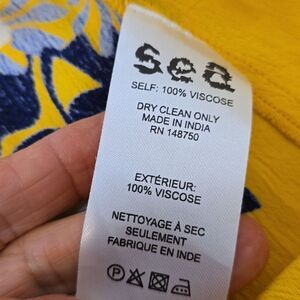 sea
SELF: 100% VISCOSE
DRY CLEAN ONLY
MADE IN INDIA
RN 148750
EXTÉRIEUR:
100% VISCOSE
NETTOYAGE À SEC
SEULEMENT
FABRIQUE EN INDE
P